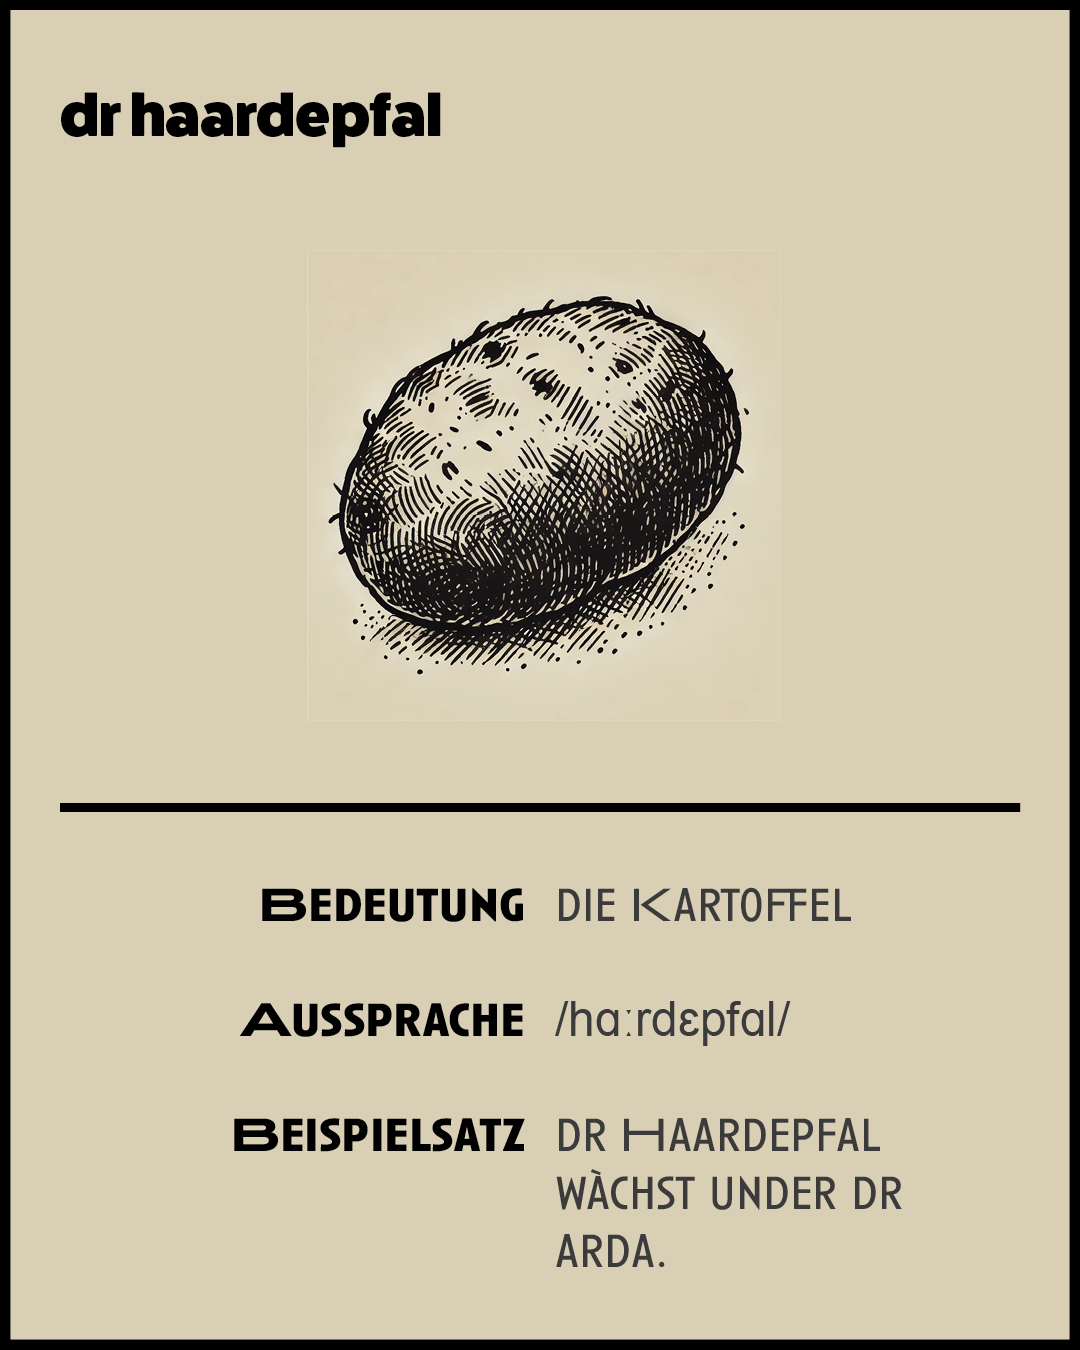 dr haardepfal
Bedeutung die Kartoffel
Aussprache /haːrdɛpfal/
Beispielsatz dr Haardepfal
wàchst under dr
Arda.